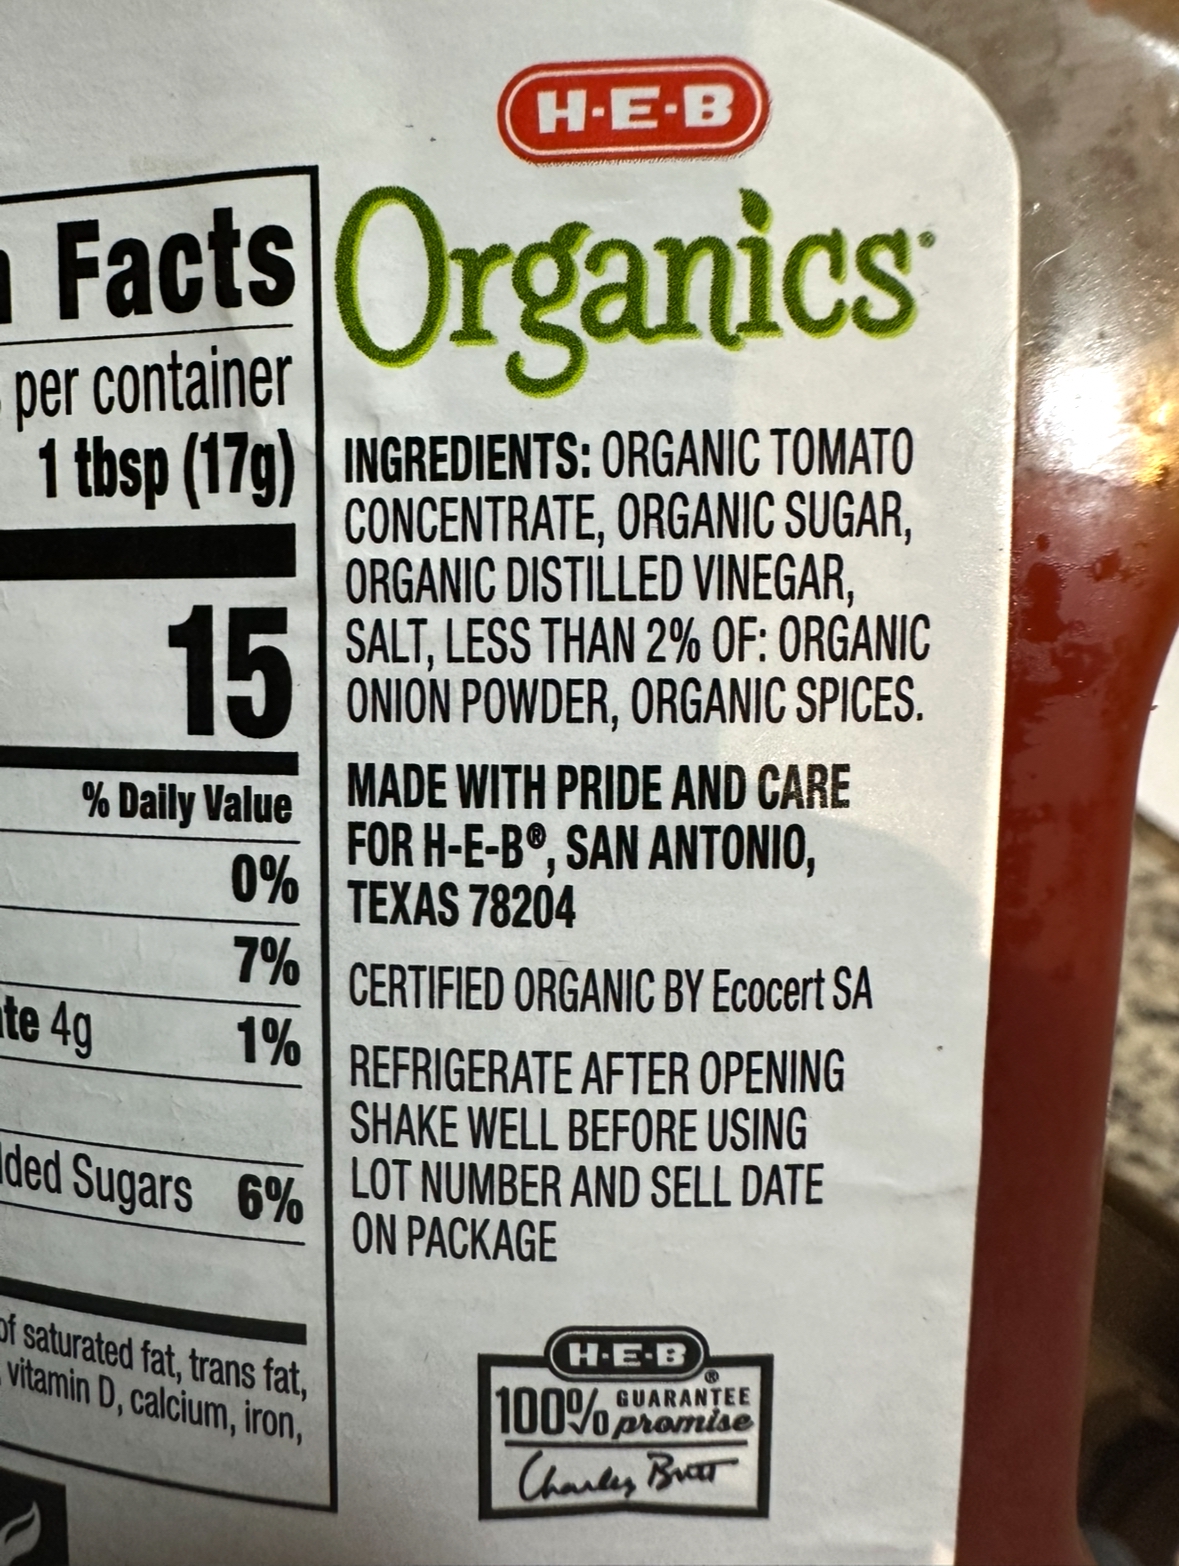 H-E-B
Organics
Facts
per container
1 tbsp (17g)
15
% Daily Value
0%
7%
4g 1%
Sugars 6%
of saturated fat, trans fat,
vitamin D, calcium, iron,
INGREDIENTS: ORGANIC TOMATO
CONCENTRATE, ORGANIC SUGAR,
ORGANIC DISTILLED VINEGAR,
SALT, LESS THAN 2% OF: ORGANIC
ONION POWDER, ORGANIC SPICES.
MADE WITH PRIDE AND CARE
FOR H-E-B®, SAN ANTONIO,
TEXAS 78204
CERTIFIED ORGANIC BY Ecocert SA
REFRIGERATE AFTER OPENING
SHAKE WELL BEFORE USING
LOT NUMBER AND SELL DATE
ON PACKAGE
H-E-B
®
100% GUARANTEE
promise
Charley Butt